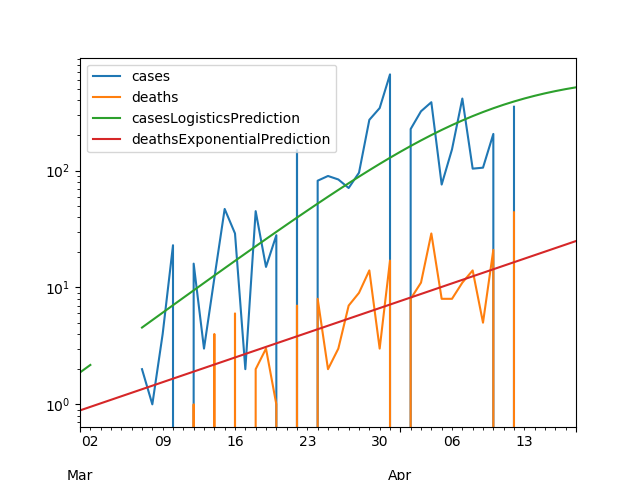 cases
deaths
casesLogisticsPrediction
deathsExponentialPrediction
10²
10¹
10⁰
02 09 16 23 30 06 13
Mar Apr